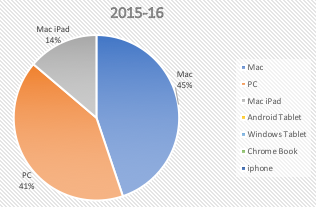 2015-16
Mac iPad
14%
Mac
45%
PC
41%
Mac
PC
Mac iPad
Android Tablet
Windows Tablet
Chrome Book
iphone